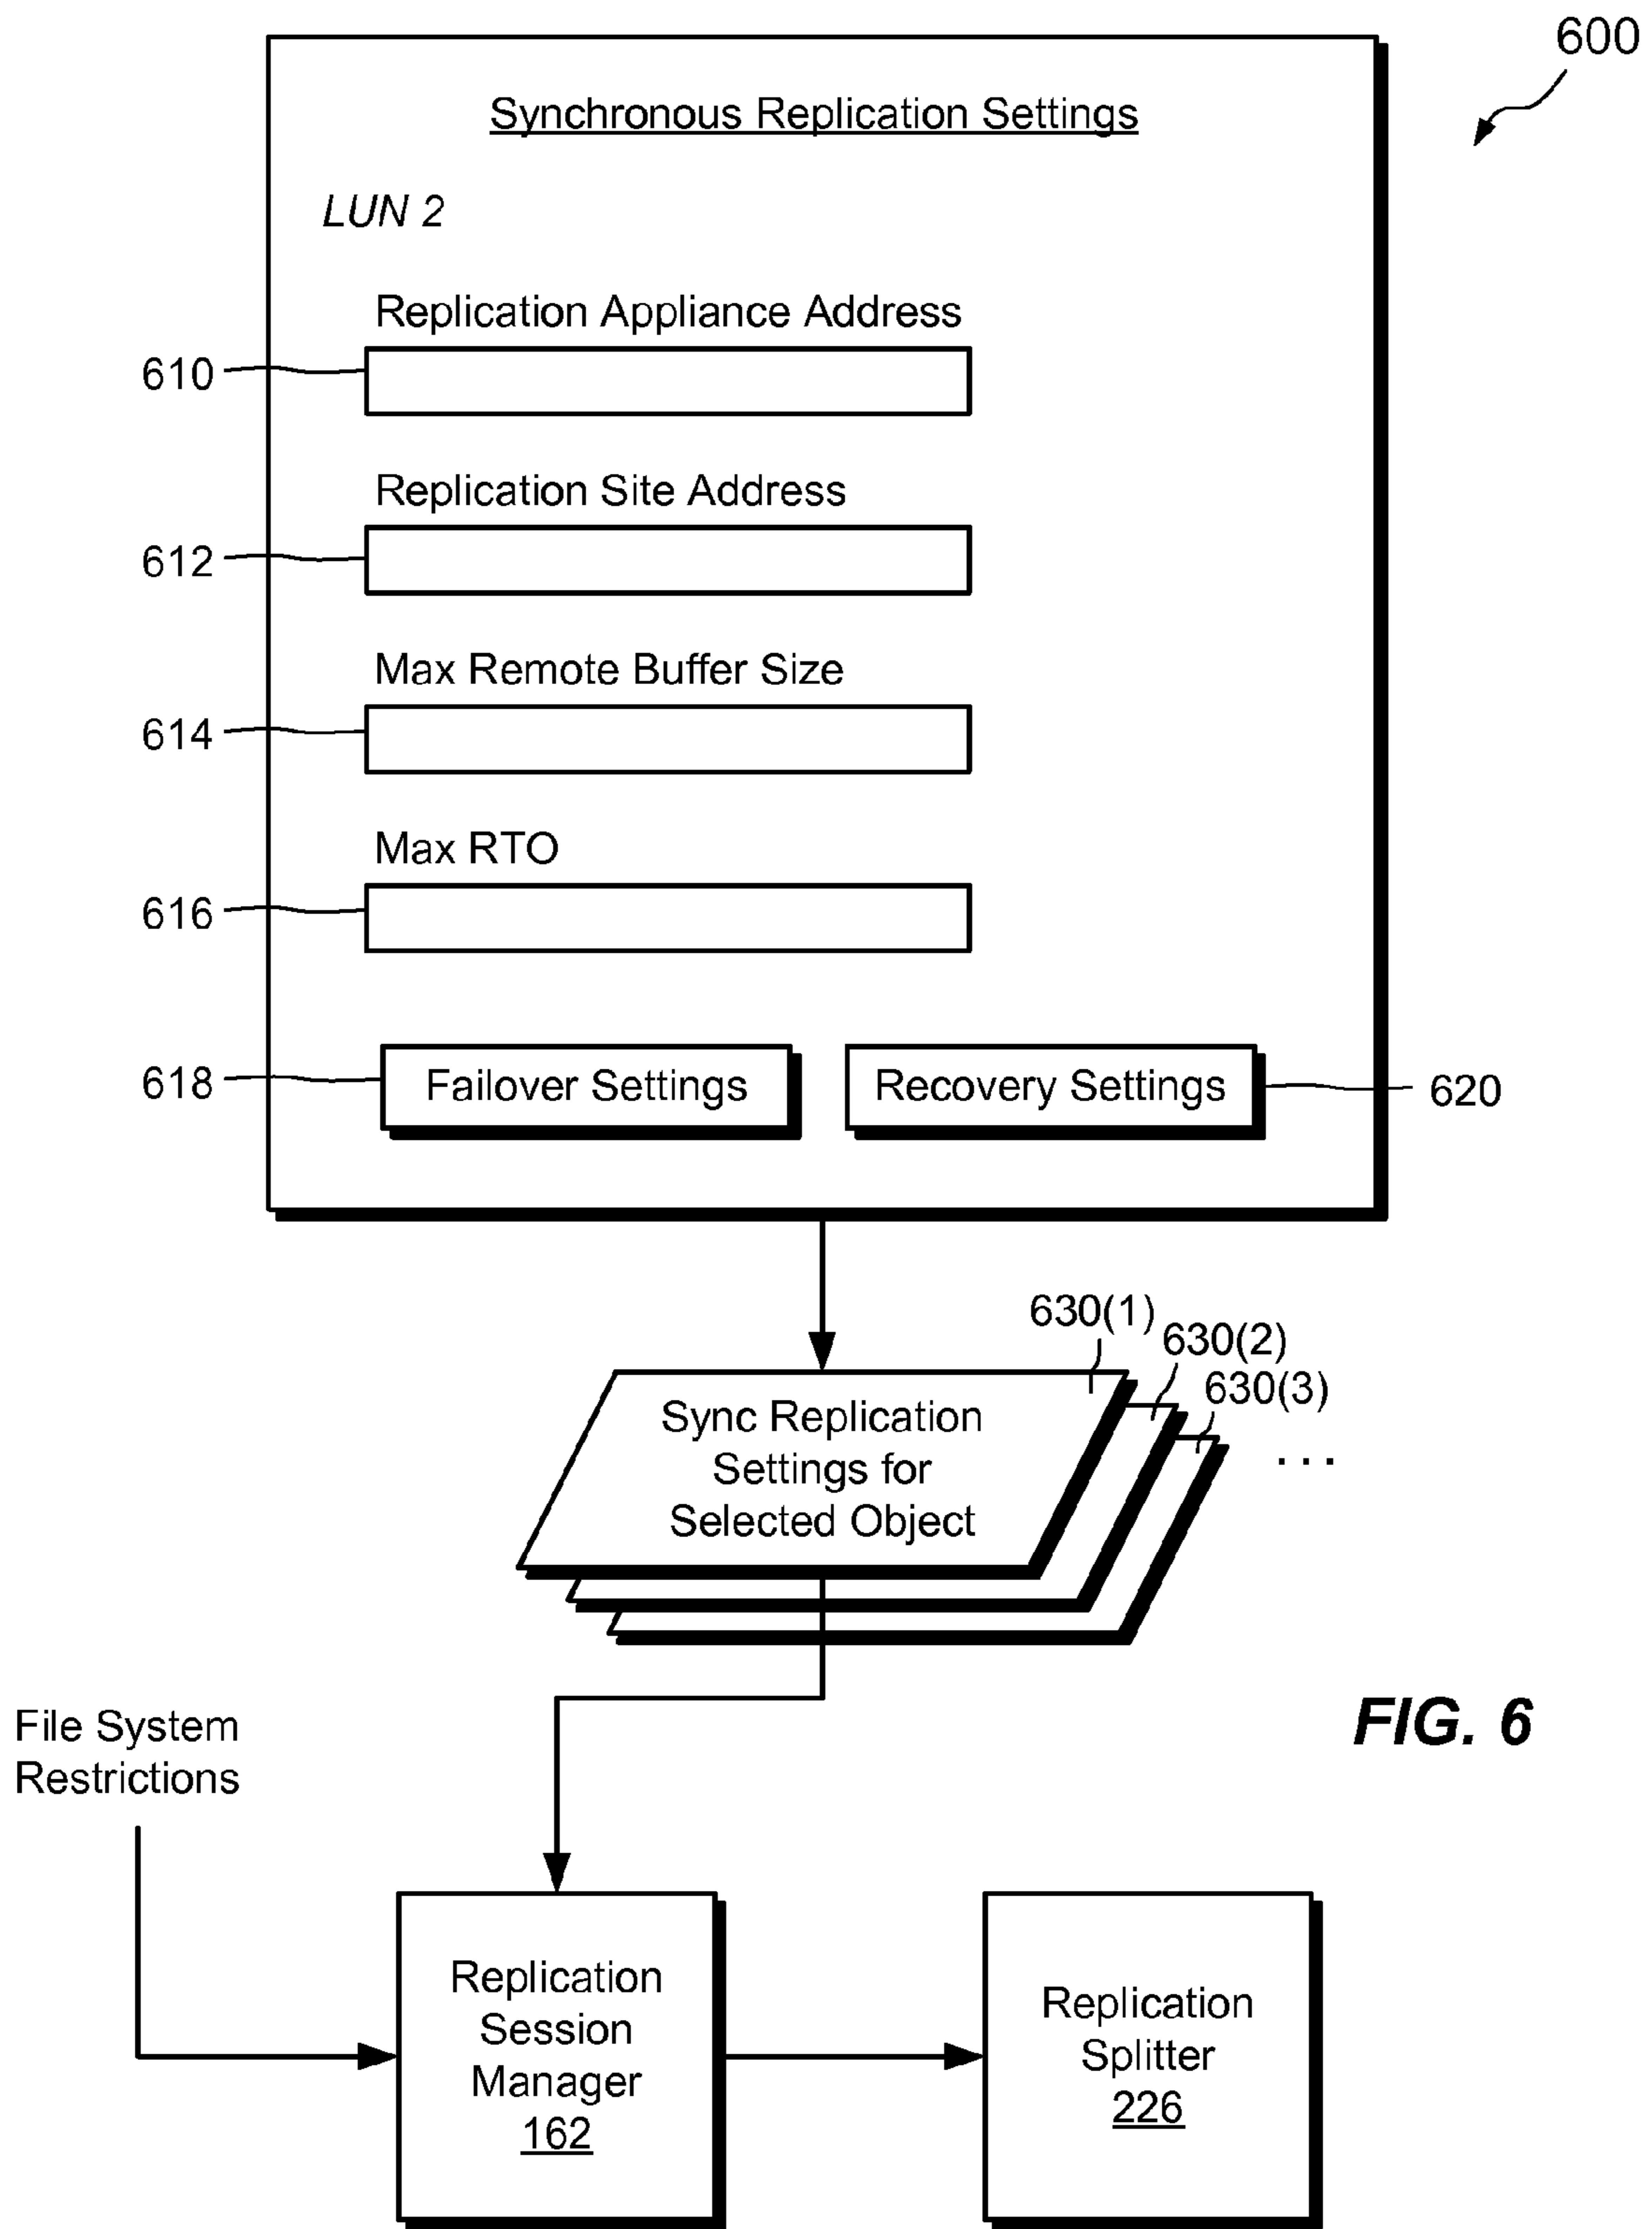 600
Synchronous Replication Settings
LUN 2
Replication Appliance Address
610
Replication Site Address
612
Max Remote Buffer Size
614
Max RTO
616
618
Failover Settings
Recovery Settings
620
630(1)
630(2)
630(3)
Sync Replication
Settings for
Selected Object
...
File System
Restrictions
FIG. 6
Replication
Session
Manager
162
Replication
Splitter
226